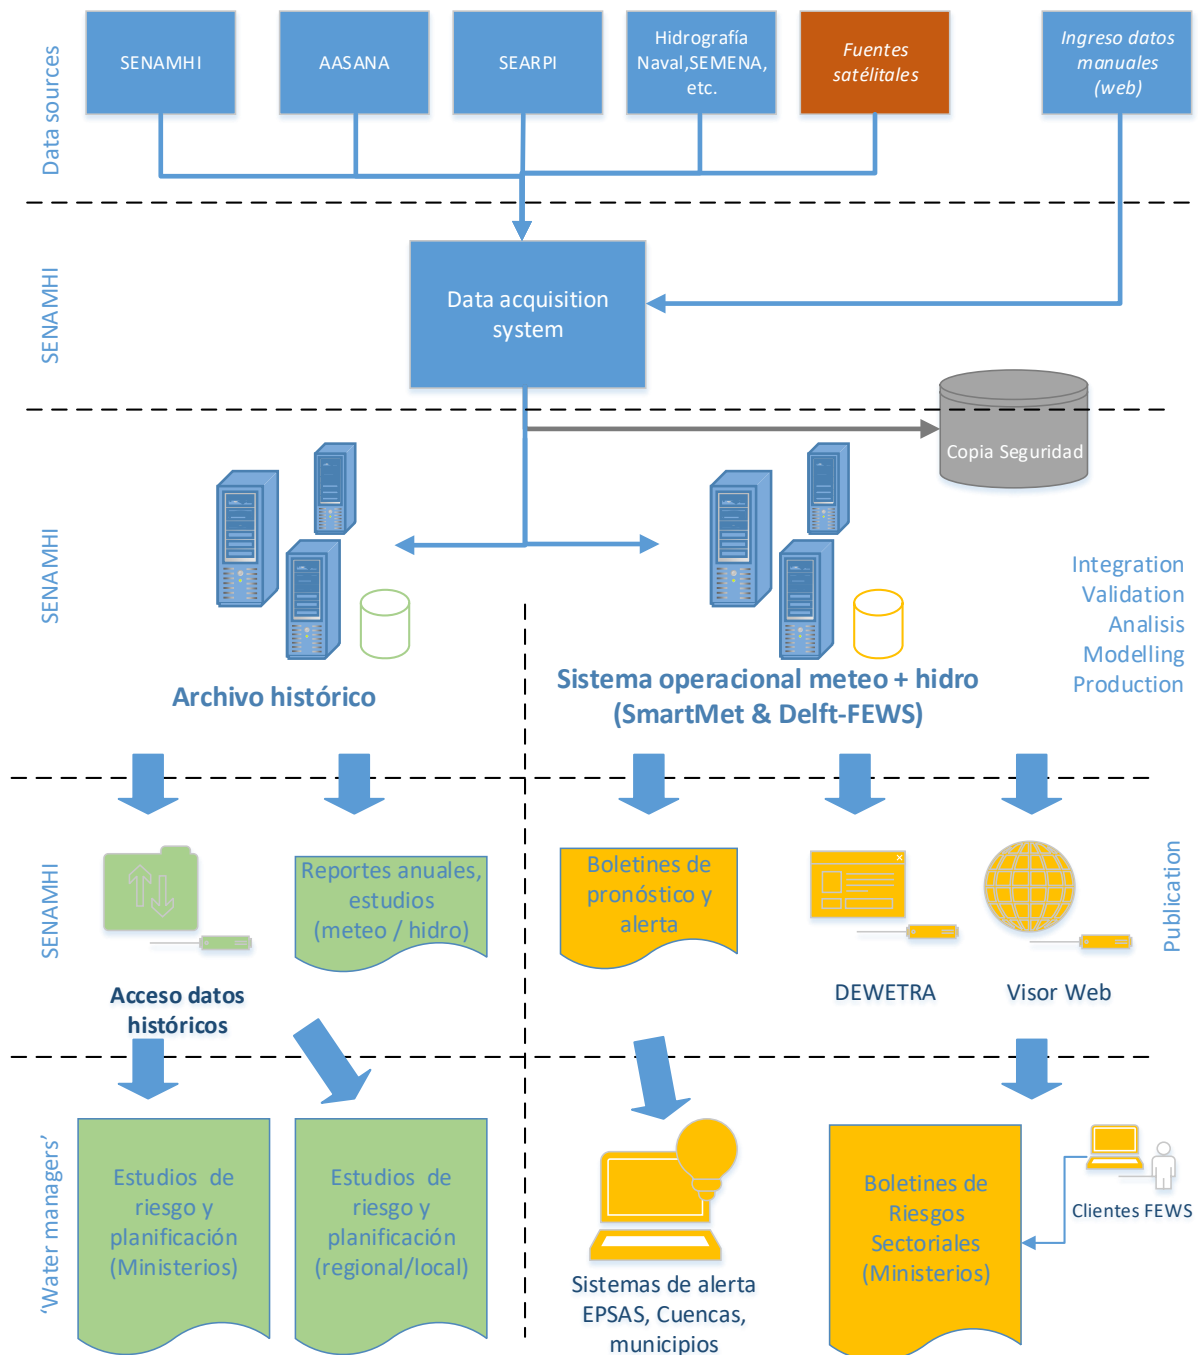 Data sources
SENAMHI
AASANA
SEARPI
Hidrografía
Naval,SEMENA,
etc.
Fuentes
satélitales
Ingreso datos
manuales
(web)
SENAMHI
Data acquisition
system
Copia Seguridad
SENAMHI
Integration
Validation
Analisis
Modelling
Production
Archivo histórico
Sistema operacional meteo + hidro
(SmartMet & Delft-FEWS)
SENAMHI
Reportes anuales,
estudios
(meteo / hidro)
Boletines de
pronóstico y
alerta
Publication
Acceso datos
históricos
DEWETRA
Visor Web
‘Water managers’
Estudios de
riesgo y
planificación
(Ministerios)
Estudios de
riesgo y
planificación
(regional/local)
Sistemas de alerta
EPSAS, Cuencas,
municipios
Boletines de
Riesgos
Sectoriales
(Ministerios)
Clientes FEWS